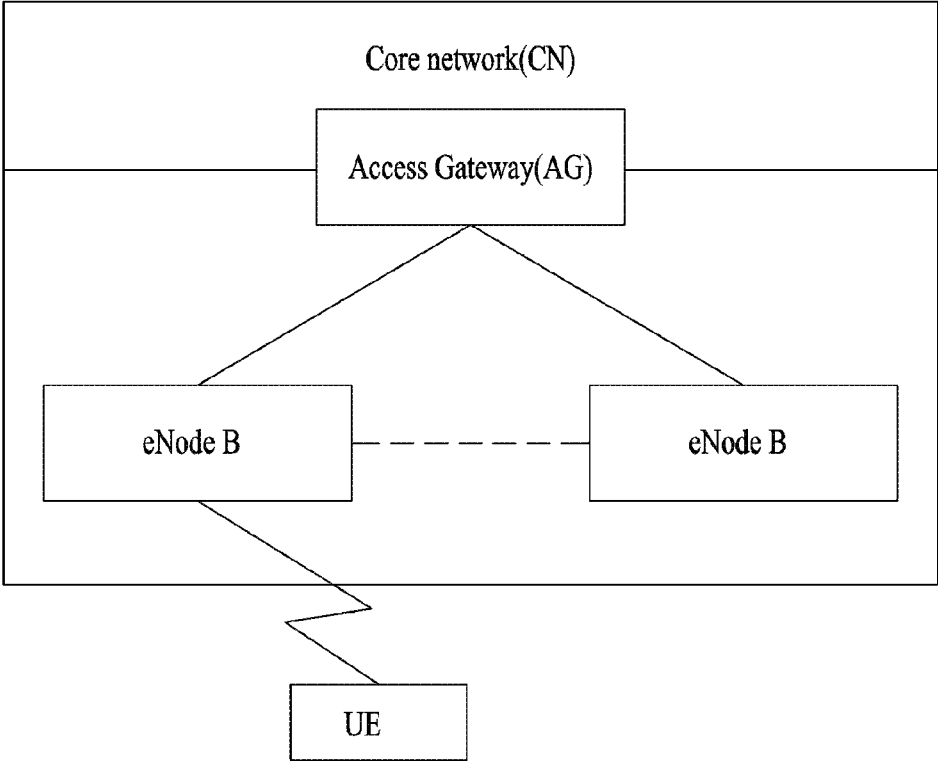 Core network(CN)
Access Gateway(AG)
eNode B
eNode B
UE